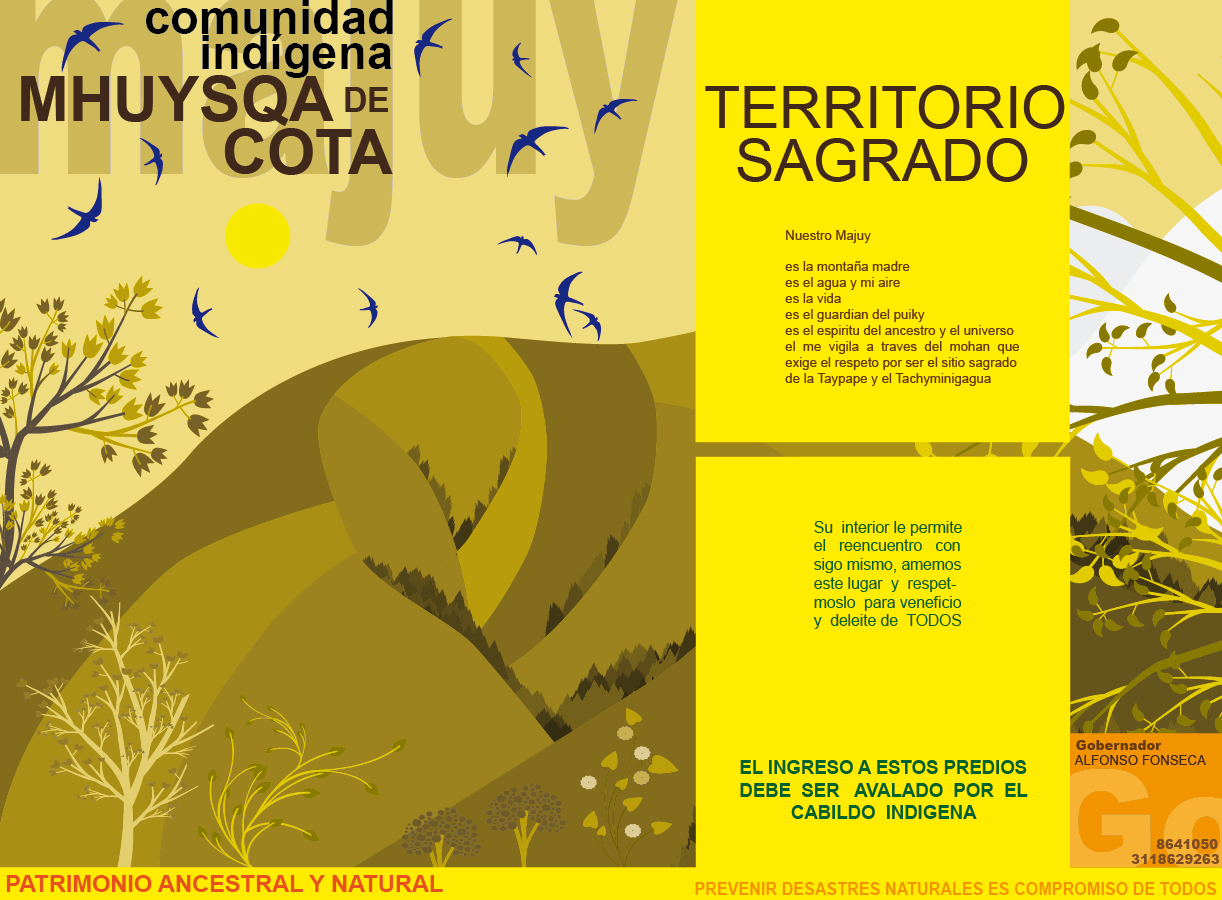 majuy
comunidad
indígena
MHUYSQA DE
COTA
TERRITORIO
SAGRADO
Nuestro Majuy
es la montaña madre
es el agua y mi aire
es la vida
es el guardian del puiky
es el espiritu del ancestro y el universo
el me vigila a traves del mohan que
exige el respeto por ser el sitio sagrado
de la Taypape y el Tachyminigagua
Su interior le permite
el reencuentro con
sigo mismo, amemos
este lugar y respet-
moslo para veneficio
y deleite de TODOS
EL INGRESO A ESTOS PREDIOS
DEBE SER AVALADO POR EL
CABILDO INDIGENA
Gobernador
ALFONSO FONSECA
Go
8641050
3118629263
PATRIMONIO ANCESTRAL Y NATURAL
PREVENIR DESASTRES NATURALES ES COMPROMISO DE TODOS